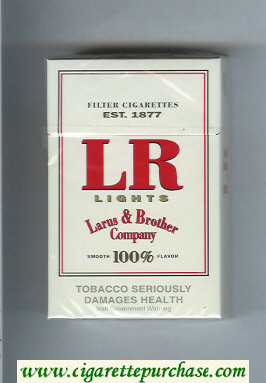 FILTER CIGARETTES
EST. 1877
LR
LIGHTS
Larus & Brother
Company
SMOOTH 100% FLAVOR
TOBACCO SERIOUSLY
DAMAGES HEALTH
Irish Government Warning
www.cigarettepurchase.com